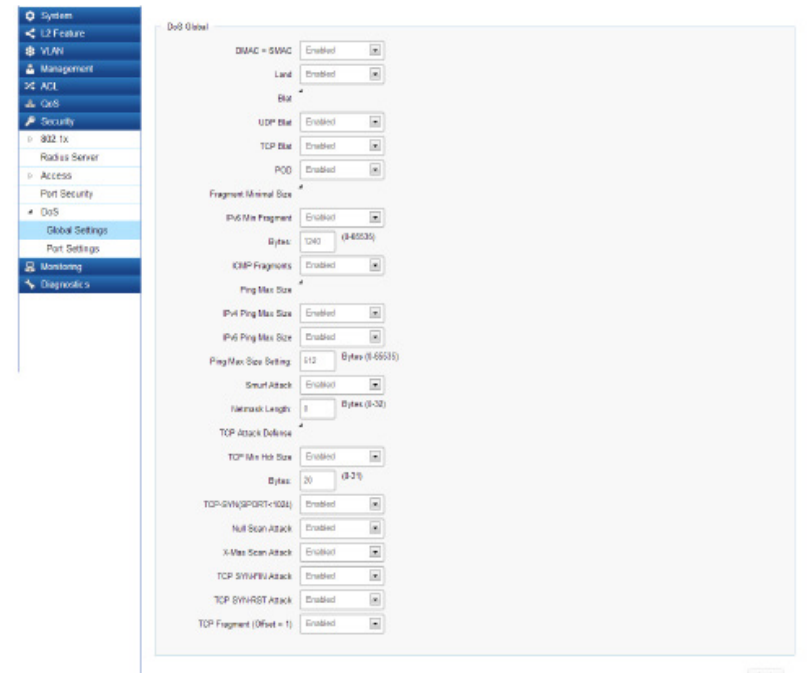 System
L2 Feature
VLAN
Management
ACL
QoS
Security
802.1x
Radius Server
Access
Port Security
DoS
Global Settings
Port Settings
Monitoring
Diagnostics
DoS Global
DMAC = SMAC Enabled
Land Enabled
Blat
UDP Blat Enabled
TCP Blat Enabled
POD Enabled
Fragment Minimal Size
IPv6 Min Fragment Enabled
Bytes: 1240 (0-65535)
ICMP Fragments Enabled
Ping Max Size
IPv4 Ping Max Size Enabled
IPv6 Ping Max Size Enabled
Ping Max Size Setting: 512 Bytes (0-65535)
Smurf Attack Enabled
Netmask Length: 0 Bytes (0-32)
TCP Attack Defense
TCP Min Hdr Size Enabled
Bytes: 20 (0-31)
TCP-SYN(SPORT<1024) Enabled
Null Scan Attack Enabled
X-Mas Scan Attack Enabled
TCP SYN-FIN Attack Enabled
TCP SYN-RST Attack Enabled
TCP Fragment (Offset = 1) Enabled